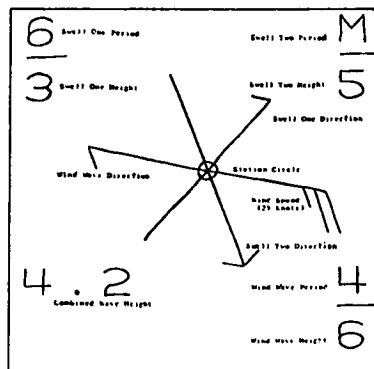 6 Swell One Period
3 Swell One Height
Swell Two Period M
Swell Two Height 5
Swell One Direction
Wind Wave Direction
Station Circle
Wind Speed
(25 knots)
Swell Two Direction
4.2
Combined Wave Height
Wind Wave Period 4
Wind Wave Height 6